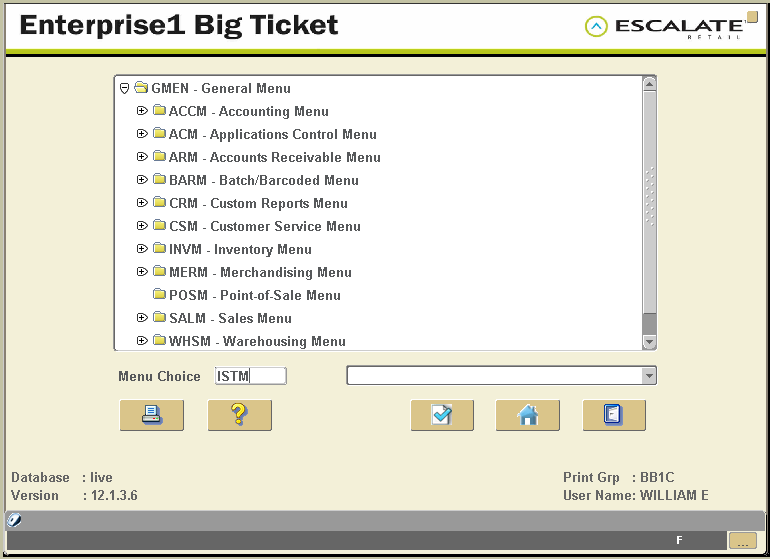 Enterprise1 Big Ticket
ESCALATE
RETAIL
GMEN - General Menu
ACCM - Accounting Menu
ACM - Applications Control Menu
ARM - Accounts Receivable Menu
BARM - Batch/Barcoded Menu
CRM - Custom Reports Menu
CSM - Customer Service Menu
INVM - Inventory Menu
MERM - Merchandising Menu
POSM - Point-of-Sale Menu
SALM - Sales Menu
WHSM - Warehousing Menu
Menu Choice ISTM
Database : live
Print Grp : BB1C
Version : 12.1.3.6
User Name: WILLIAM E
F
...